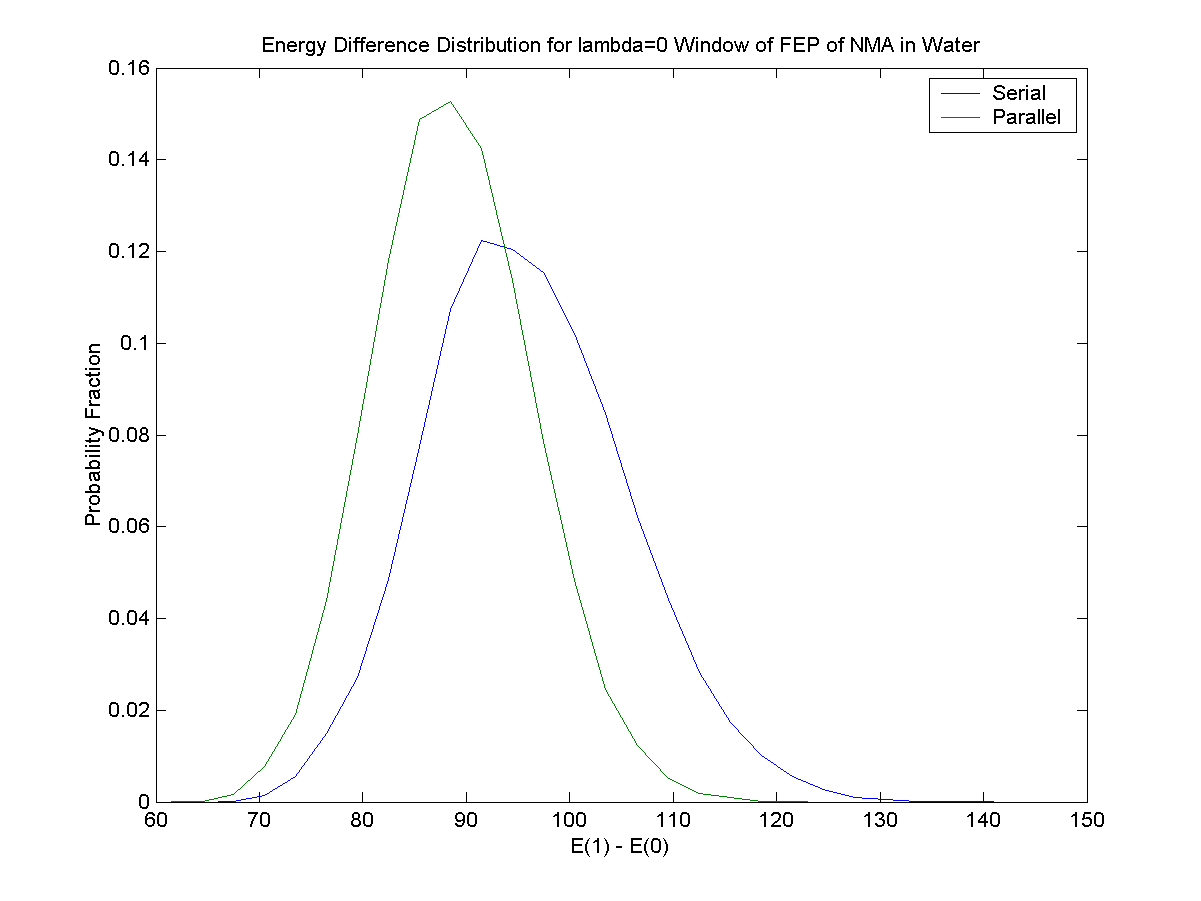 Energy Difference Distribution for lambda=0 Window of FEP of NMA in Water
Serial
Parallel
0.16
0.14
0.12
0.1
0.08
0.06
0.04
0.02
0
Probability Fraction
60 70 80 90 100 110 120 130 140 150
E(1) - E(0)